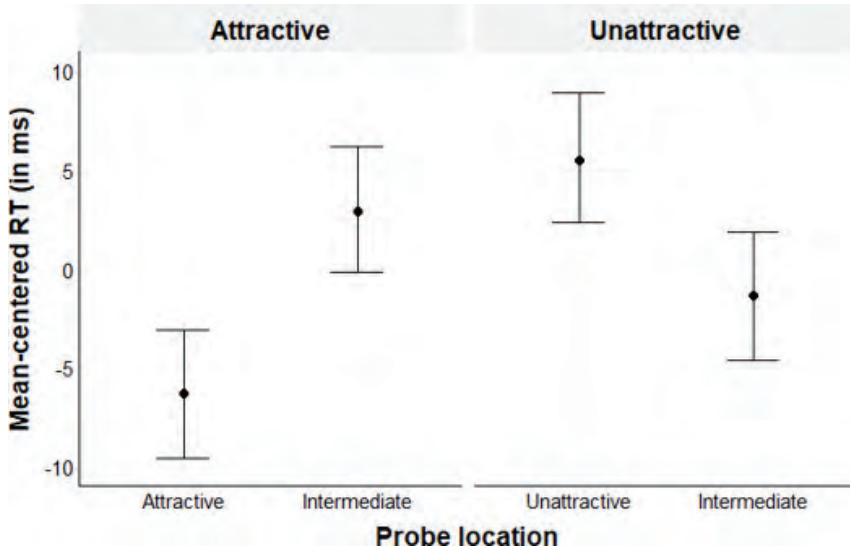 Attractive Unattractive
Mean-centered RT (in ms)
10
5
0
-5
-10
Attractive Intermediate Unattractive Intermediate
Probe location